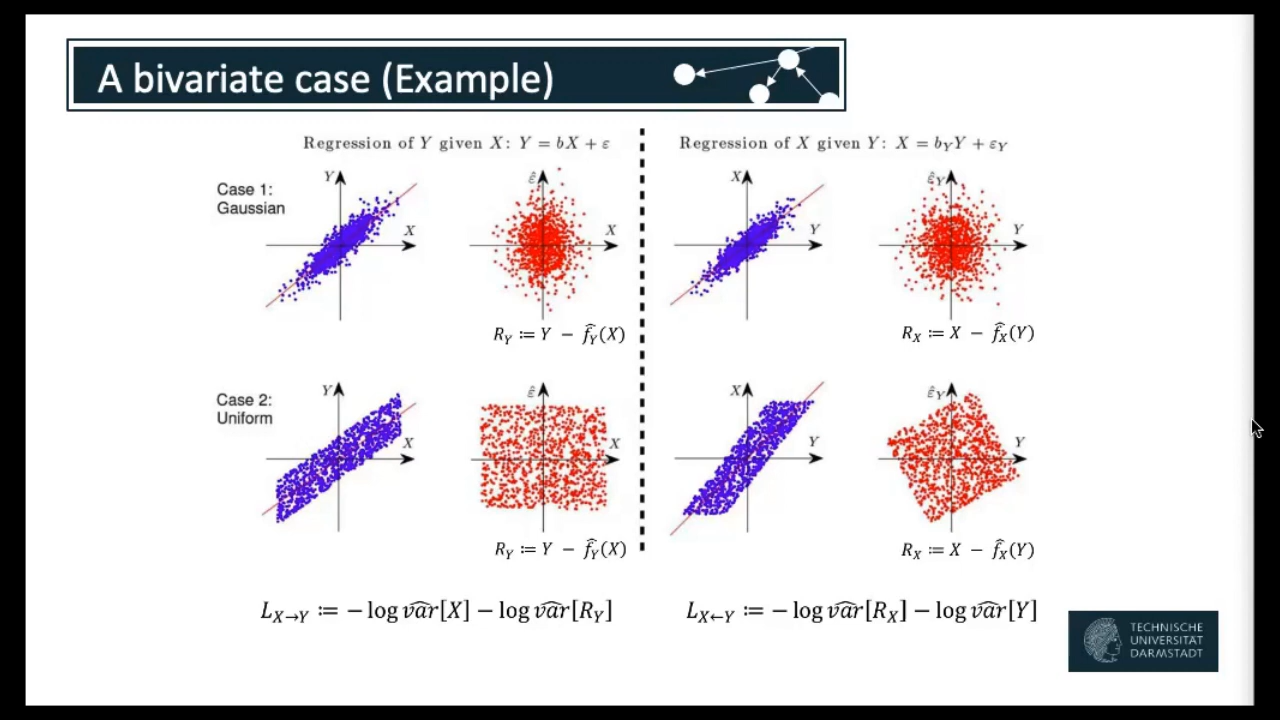 A bivariate case (Example)
Regression of Y given X: Y = bX + ε
Regression of X given Y: X = b_Y Y + ε_Y
Case 1:
Gaussian
Y
X
ε̂
X
X
Y
ε̂_Y
Y
R_Y ≔ Y − f̂_Y(X)
R_X ≔ X − f̂_X(Y)
Case 2:
Uniform
Y
X
ε̂
X
X
Y
ε̂_Y
Y
R_Y ≔ Y − f̂_Y(X)
R_X ≔ X − f̂_X(Y)
L_{X→Y} ≔ − log v̂ar[X] − log v̂ar[R_Y]
L_{X←Y} ≔ − log v̂ar[R_X] − log v̂ar[Y]
TECHNISCHE
UNIVERSITÄT
DARMSTADT